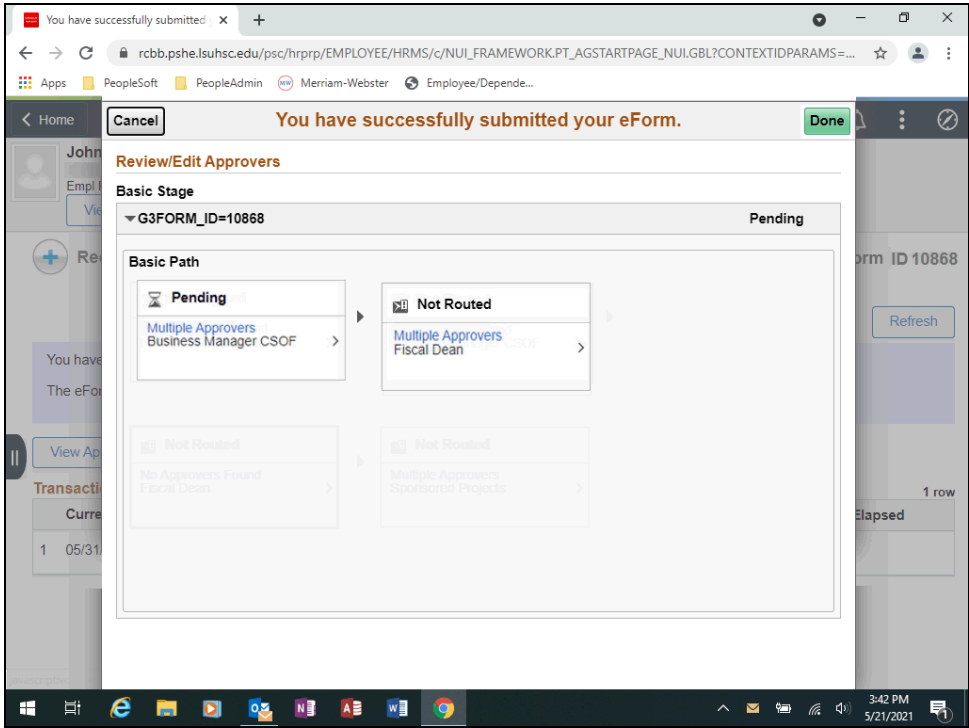 You have successfully submitted
rcbb.pshe.lsuhsc.edu/psc/hrprp/EMPLOYEE/HRMS/c/NUI_FRAMEWORK.PT_AGSTARTPAGE_NUI.GBL?CONTEXTIDPARAMS=...
Apps PeopleSoft PeopleAdmin Merriam-Webster Employee/Depende...
Home
Cancel You have successfully submitted your eForm. Done
John
Review/Edit Approvers
Empl
Basic Stage
G3FORM_ID=10868 Pending
Basic Path
ID 10868
Pending
Not Routed
Multiple Approvers
Business Manager CSOF
Multiple Approvers
Fiscal Dean
Refresh
You have
The eFor
Not Routed
Not Routed
No Approvers Found
Fiscal Dean
Multiple Approvers
Sponsored Projects
View Ap
Transacti
1 row
Curre
Elapsed
1 05/31/
3:42 PM
5/21/2021